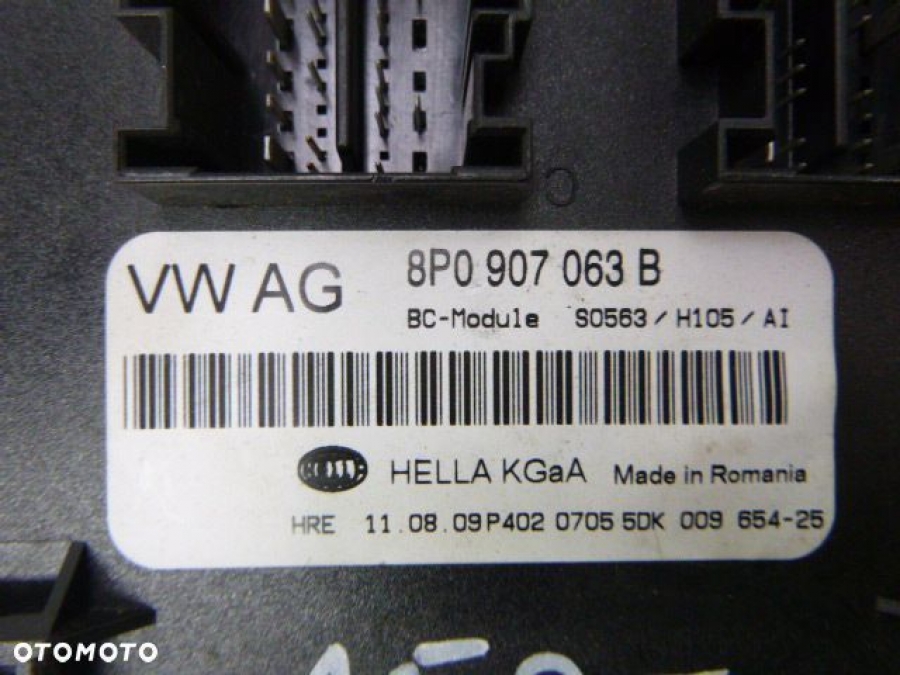 C
VW AG
8P0 907 063 B
BC-Module S0563/H105/AI
HELLA
HELLA KGaA Made in Romania
HRE 11.08.09P402 0705 5DK 009 654-25
OTOMOTO